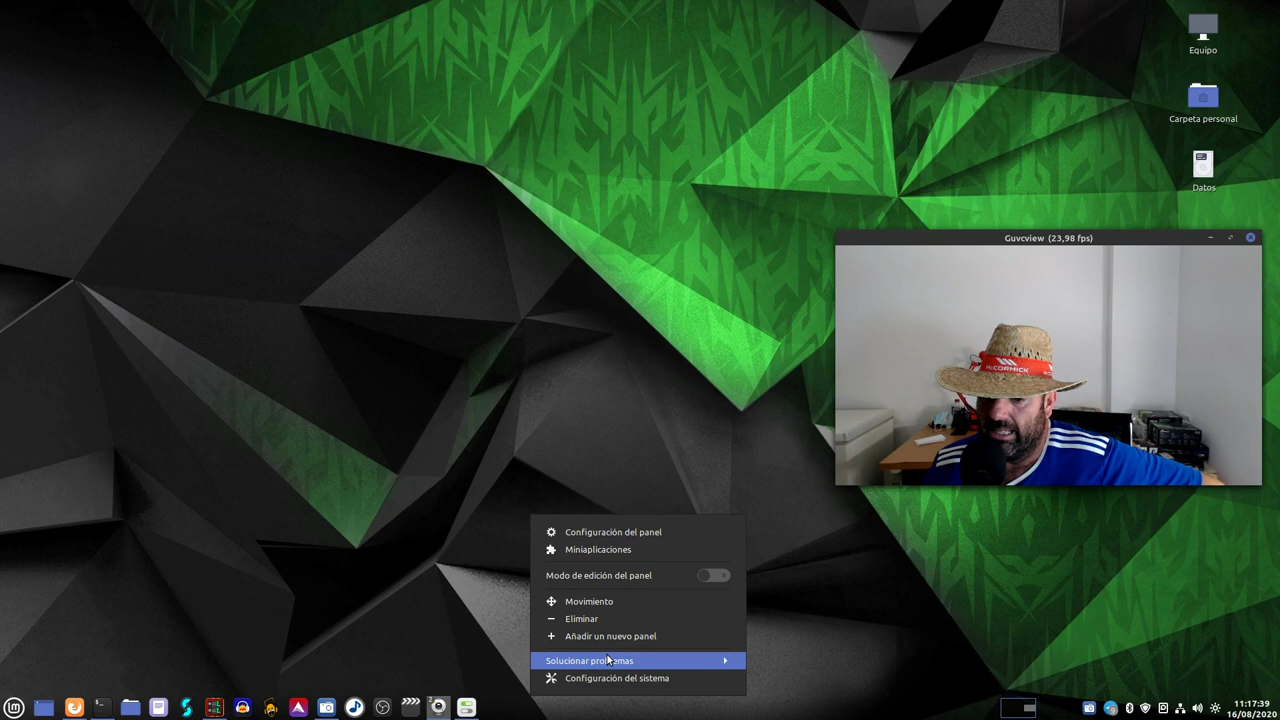 Equipo
Carpeta personal
Datos
Guvcview (23,98 fps)
McCORMICK
Configuración del panel
Miniaplicaciones
Modo de edición del panel
Movimiento
Eliminar
Añadir un nuevo panel
Solucionar problemas
Configuración del sistema
11:17:39
16/08/2020